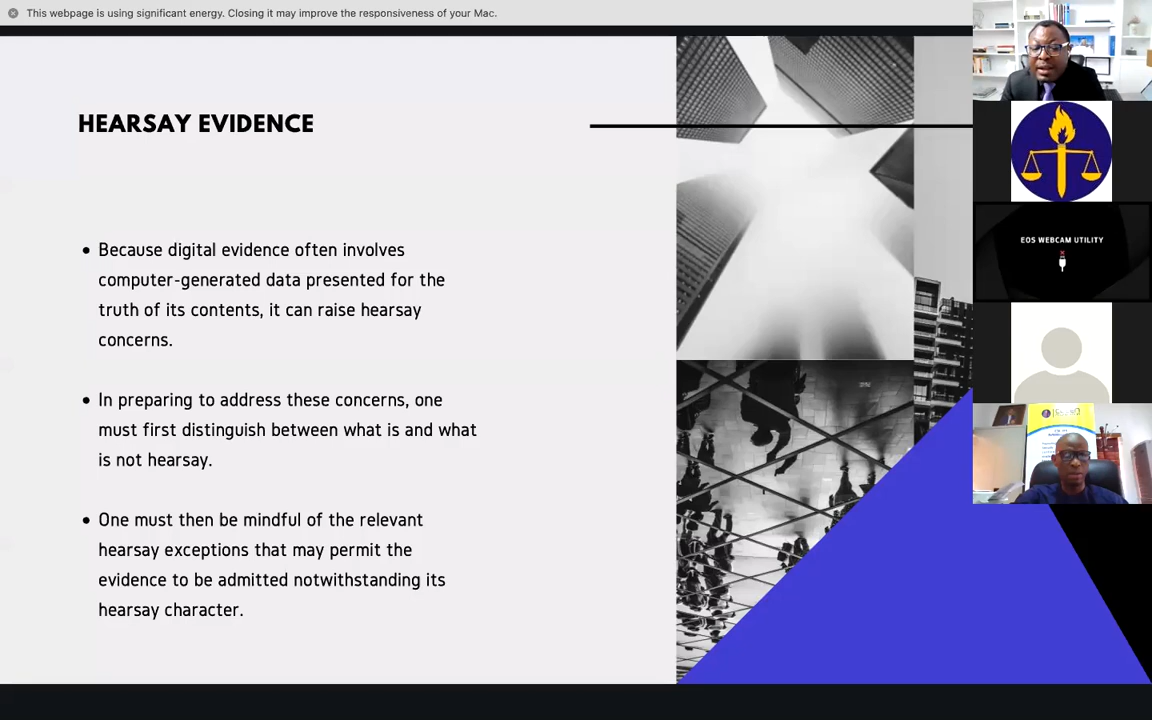 This webpage is using significant energy. Closing it may improve the responsiveness of your Mac.
HEARSAY EVIDENCE
• Because digital evidence often involves
computer-generated data presented for the
truth of its contents, it can raise hearsay
concerns.
• In preparing to address these concerns, one
must first distinguish between what is and what
is not hearsay.
• One must then be mindful of the relevant
hearsay exceptions that may permit the
evidence to be admitted notwithstanding its
hearsay character.
EOS WEBCAM UTILITY